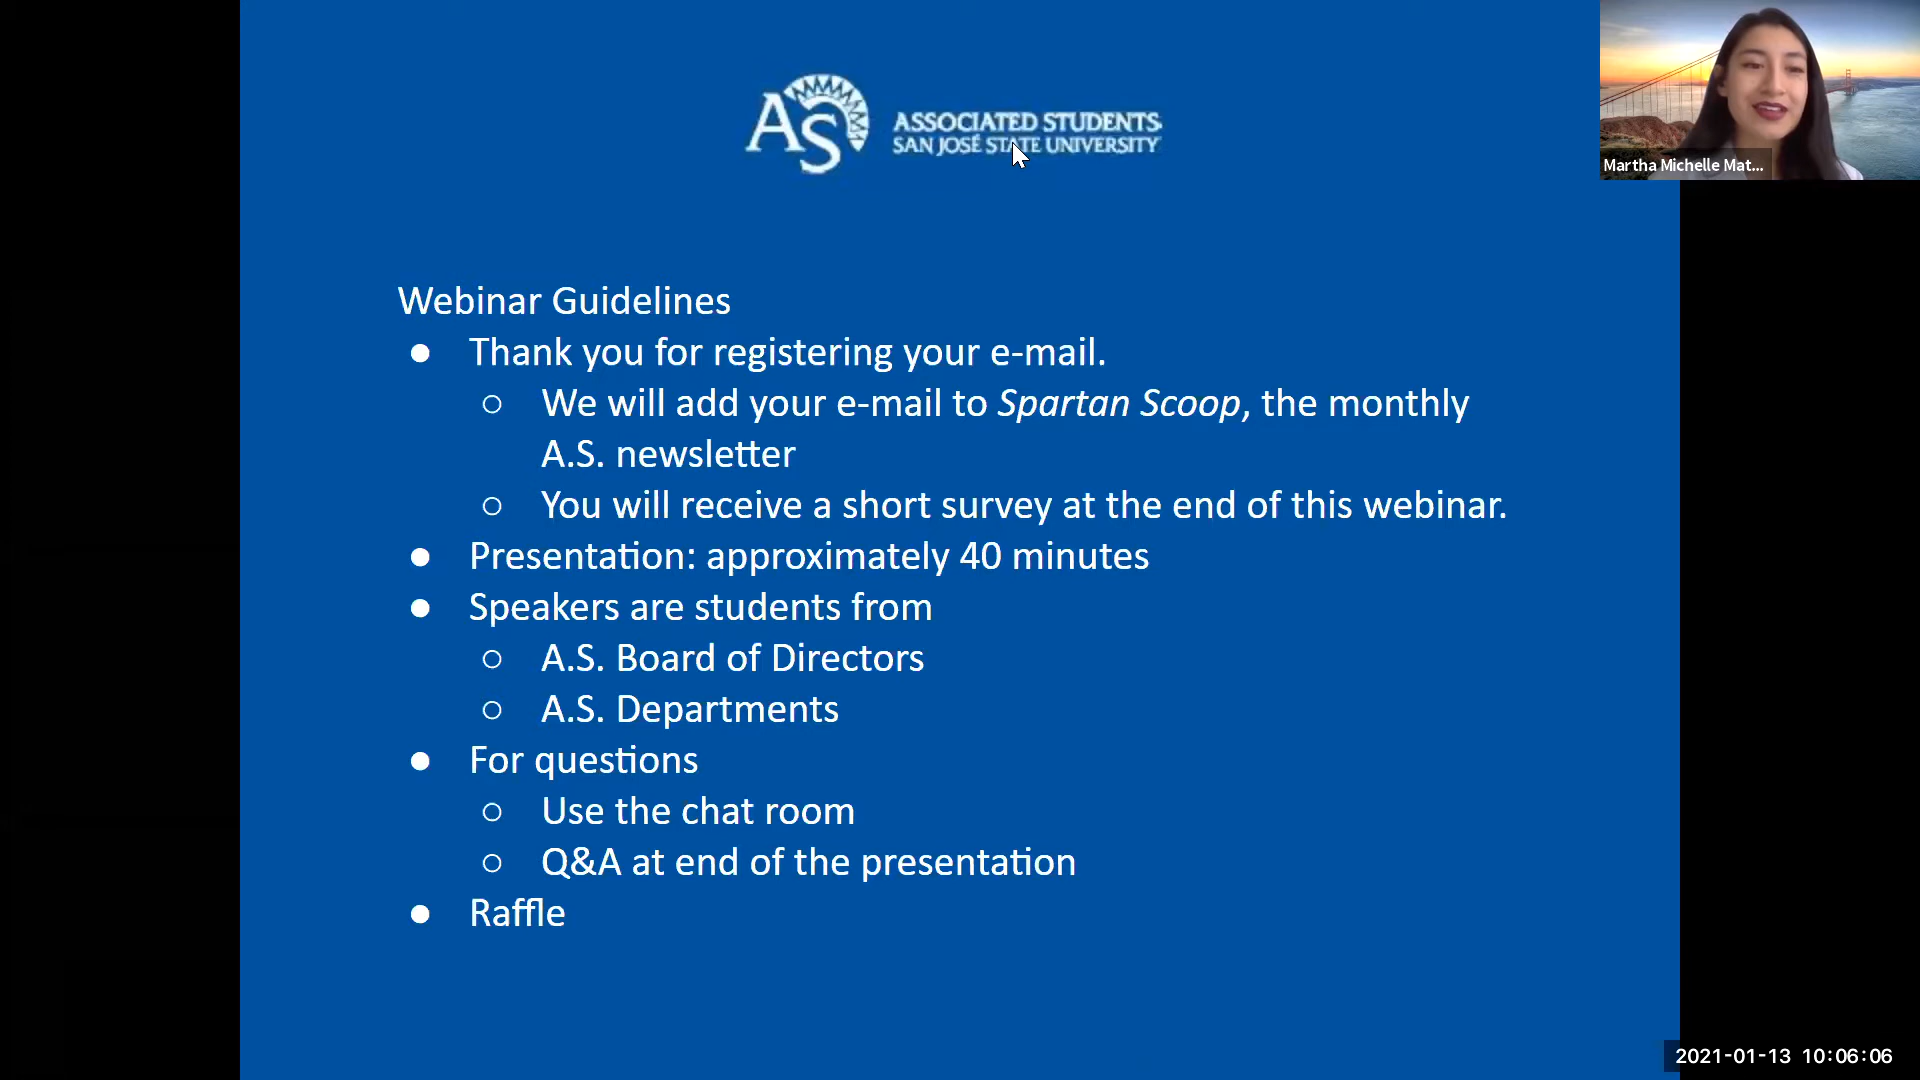 AS
ASSOCIATED STUDENTS
SAN JOSÉ STATE UNIVERSITY
Martha Michelle Mat...
Webinar Guidelines
● Thank you for registering your e-mail.
○ We will add your e-mail to Spartan Scoop, the monthly
A.S. newsletter
○ You will receive a short survey at the end of this webinar.
● Presentation: approximately 40 minutes
● Speakers are students from
○ A.S. Board of Directors
○ A.S. Departments
● For questions
○ Use the chat room
○ Q&A at end of the presentation
● Raffle
2021-01-13 10:06:06